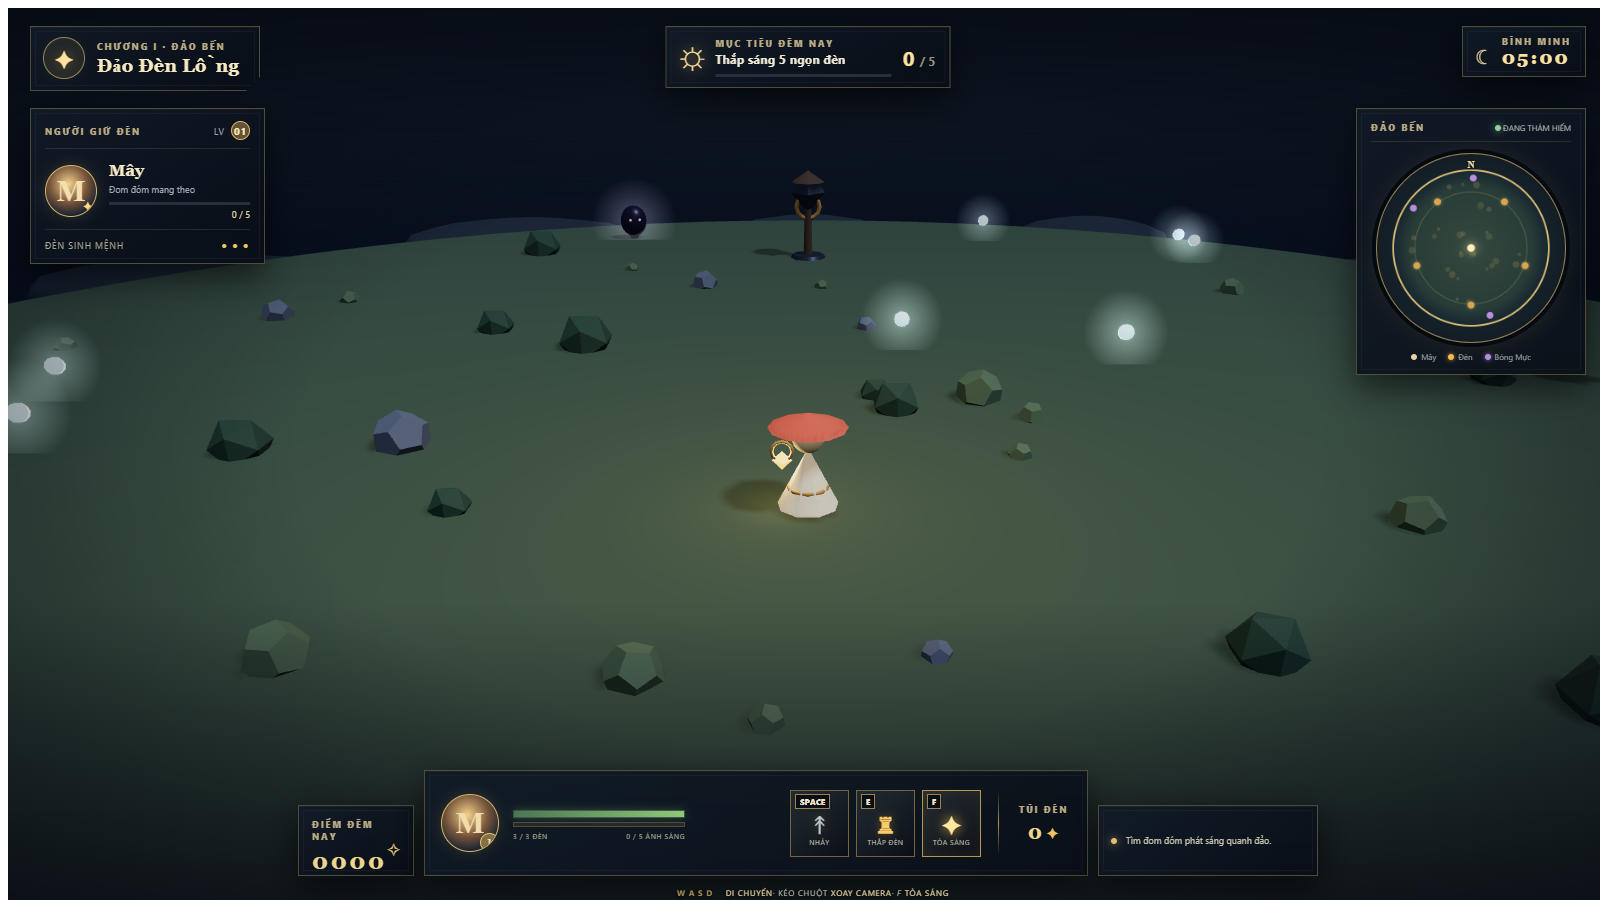 CHƯƠNG I · ĐẢO BẾN
Đảo Đèn Lồng
MỤC TIÊU ĐÊM NAY
Thắp sáng 5 ngọn đèn
0 / 5
BÌNH MINH
05:00
NGƯỜI GIỮ ĐÈN
LV 01
M
Mây
Đom đóm mang theo
0 / 5
ĐÈN SINH MỆNH
ĐẢO BẾN
ĐANG THÁM HIỂM
N
Mây
Đèn
Bóng Mực
ĐIỂM ĐÊM NAY
0000
M
3 / 3 ĐÈN
0 / 5 ÁNH SÁNG
SPACE
NHẢY
E
THẮP ĐÈN
F
TỎA SÁNG
TÚI ĐÈN
0
Tìm đom đóm phát sáng quanh đảo.
WASD DI CHUYỂN · KÉO CHUỘT XOAY CAMERA · F TỎA SÁNG